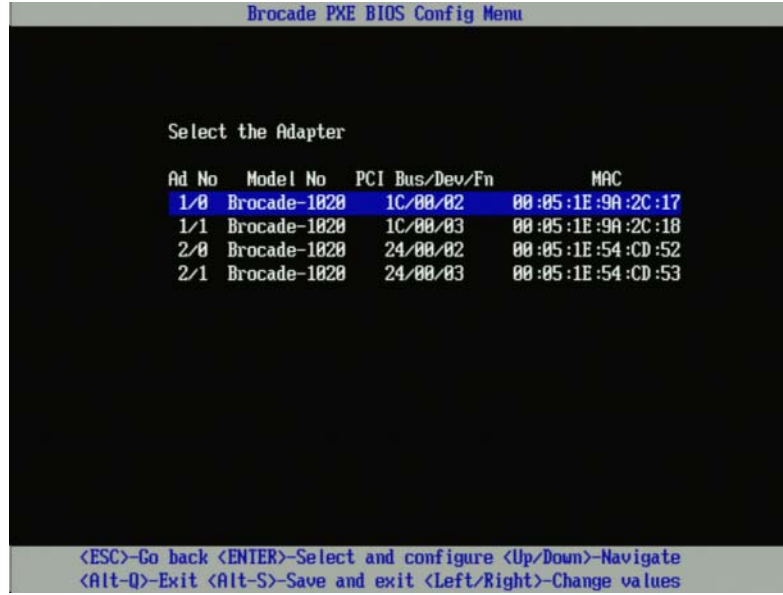 Brocade PXE BIOS Config Menu
Select the Adapter
Ad No Model No PCI Bus/Dev/Fn MAC
1/0 Brocade-1020 1C/00/02 00:05:1E:9A:2C:17
1/1 Brocade-1020 1C/00/03 00:05:1E:9A:2C:18
2/0 Brocade-1020 24/00/02 00:05:1E:54:CD:52
2/1 Brocade-1020 24/00/03 00:05:1E:54:CD:53
<ESC>-Go back <ENTER>-Select and configure <Up/Down>-Navigate
<Alt-Q>-Exit <Alt-S>-Save and exit <Left/Right>-Change values